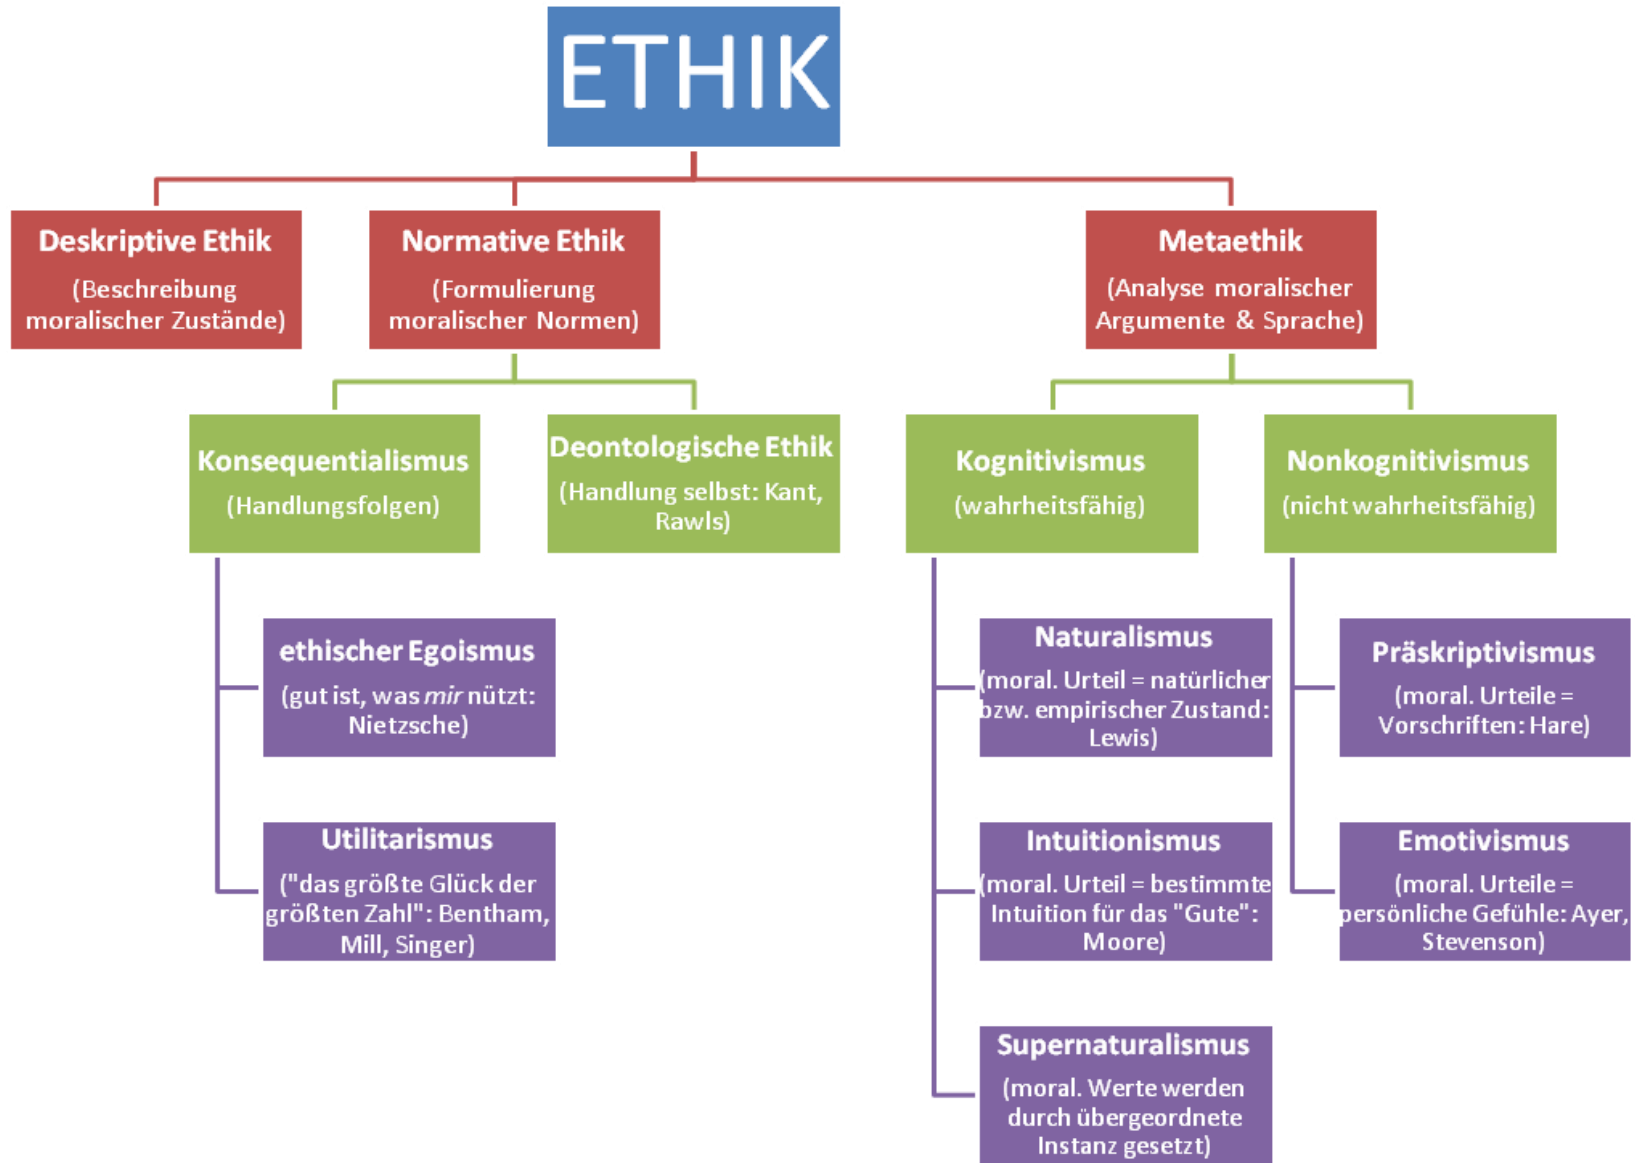 ETHIK
Deskriptive Ethik
(Beschreibung
moralischer Zustände)
Normative Ethik
(Formulierung
moralischer Normen)
Metaethik
(Analyse moralischer
Argumente & Sprache)
Konsequentialismus
(Handlungsfolgen)
Deontologische Ethik
(Handlung selbst: Kant,
Rawls)
Kognitivismus
(wahrheitsfähig)
Nonkognitivismus
(nicht wahrheitsfähig)
ethischer Egoismus
(gut ist, was mir nützt:
Nietzsche)
Utilitarismus
("das größte Glück der
größten Zahl": Bentham,
Mill, Singer)
Naturalismus
(moral. Urteil = natürlicher
bzw. empirischer Zustand:
Lewis)
Intuitionismus
(moral. Urteil = bestimmte
Intuition für das "Gute":
Moore)
Supernaturalismus
(moral. Werte werden
durch übergeordnete
Instanz gesetzt)
Präskriptivismus
(moral. Urteile =
Vorschriften: Hare)
Emotivismus
(moral. Urteile =
persönliche Gefühle: Ayer,
Stevenson)